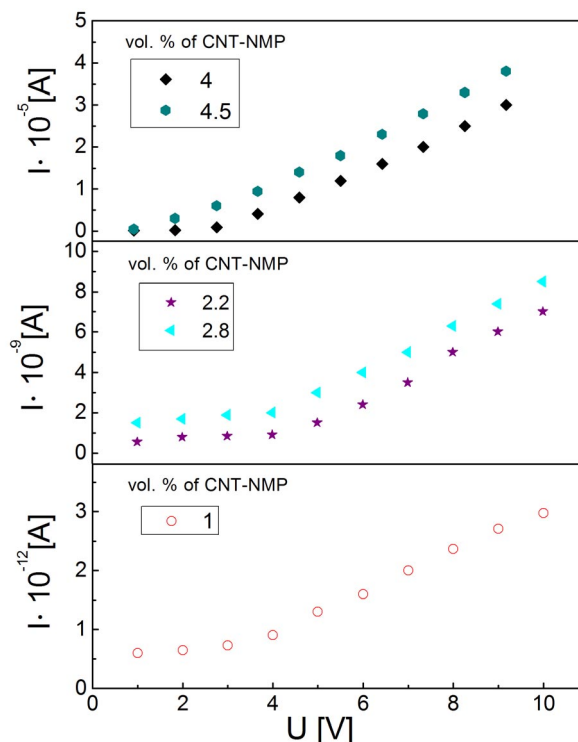 vol. % of CNT-NMP
4
4.5
I· 10⁻⁵[A]
5
4
3
2
1
0
vol. % of CNT-NMP
2.2
2.8
I· 10⁻⁹[A]
10
8
6
4
2
0
vol. % of CNT-NMP
1
I· 10⁻¹²[A]
3
2
1
0
0 2 4 6 8 10
U [V]